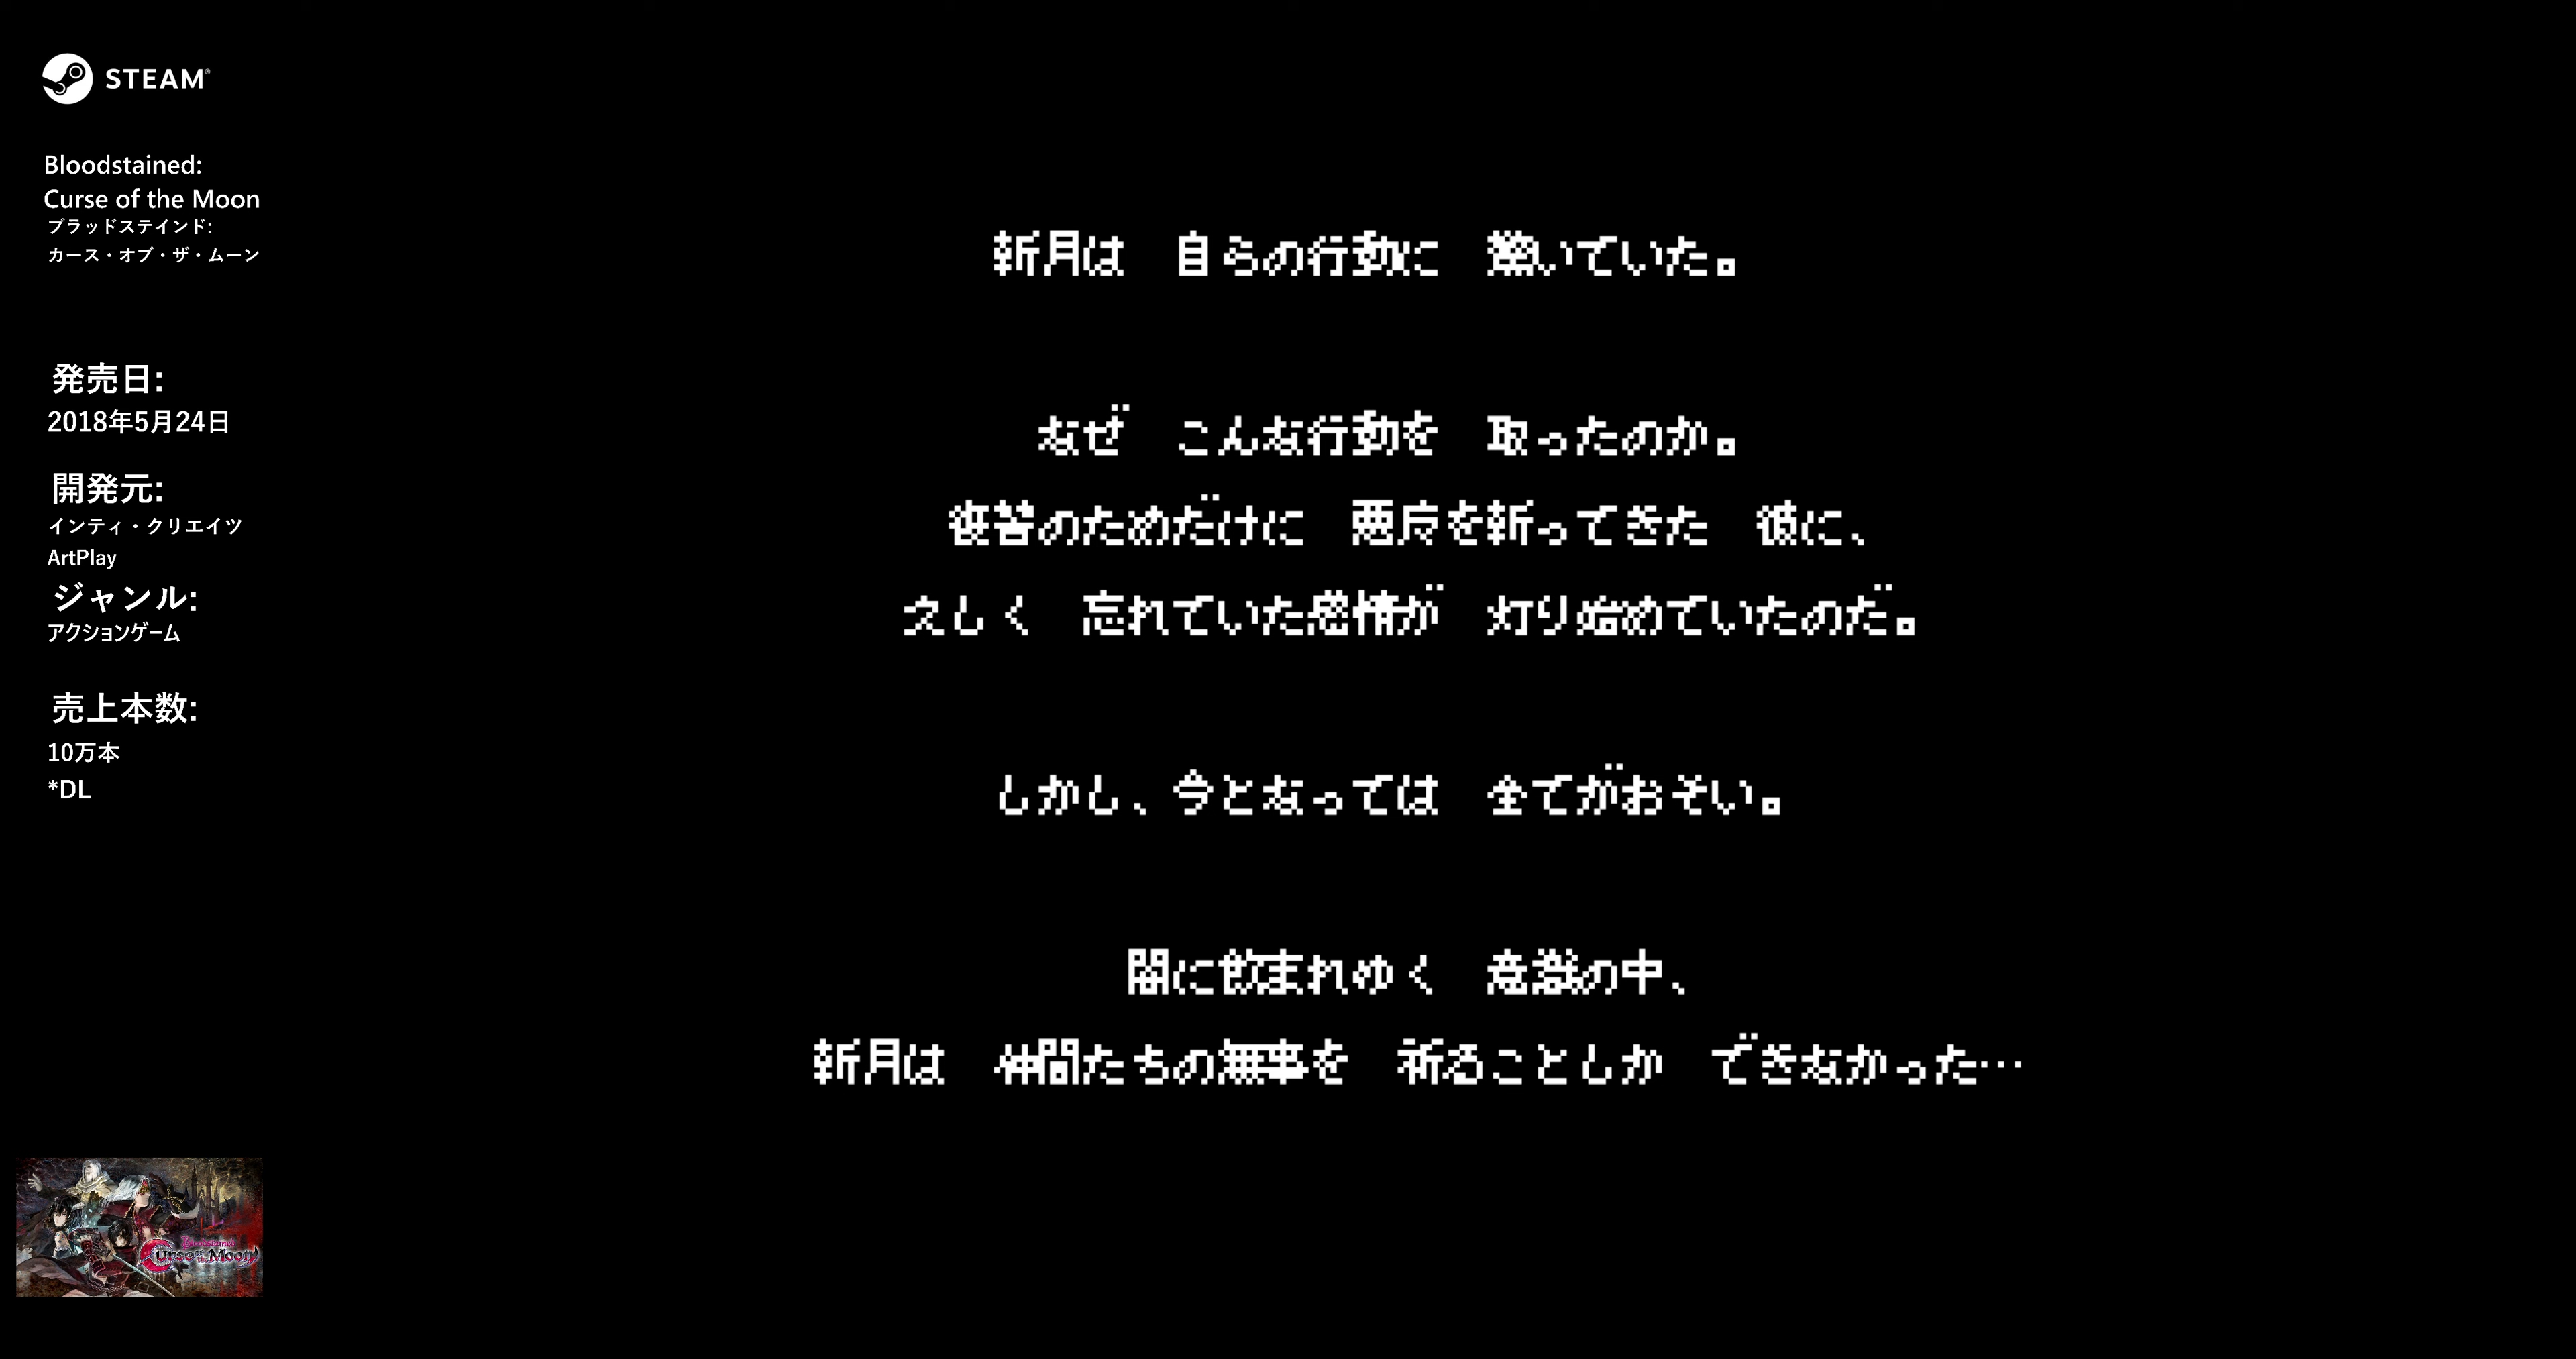 STEAM®
Bloodstained:
Curse of the Moon
ブラッドステインド:
カース・オブ・ザ・ムーン
発売日:
2018年5月24日
開発元:
インティ・クリエイツ
ArtPlay
ジャンル:
アクションゲーム
売上本数:
10万本
*DL
斬月は　自らの行動に　驚いていた。
なぜ　こんな行動を　取ったのか。
復讐のためだけに　悪魔を斬ってきた　彼に、
久しく　忘れていた感情が　灯り始めていたのだ。
しかし、今となっては　全てがおそい。
闇に飲まれゆく　意識の中、
斬月は　仲間たちの無事を　祈ることしか　できなかった…
Bloodstained
Curse of the Moon